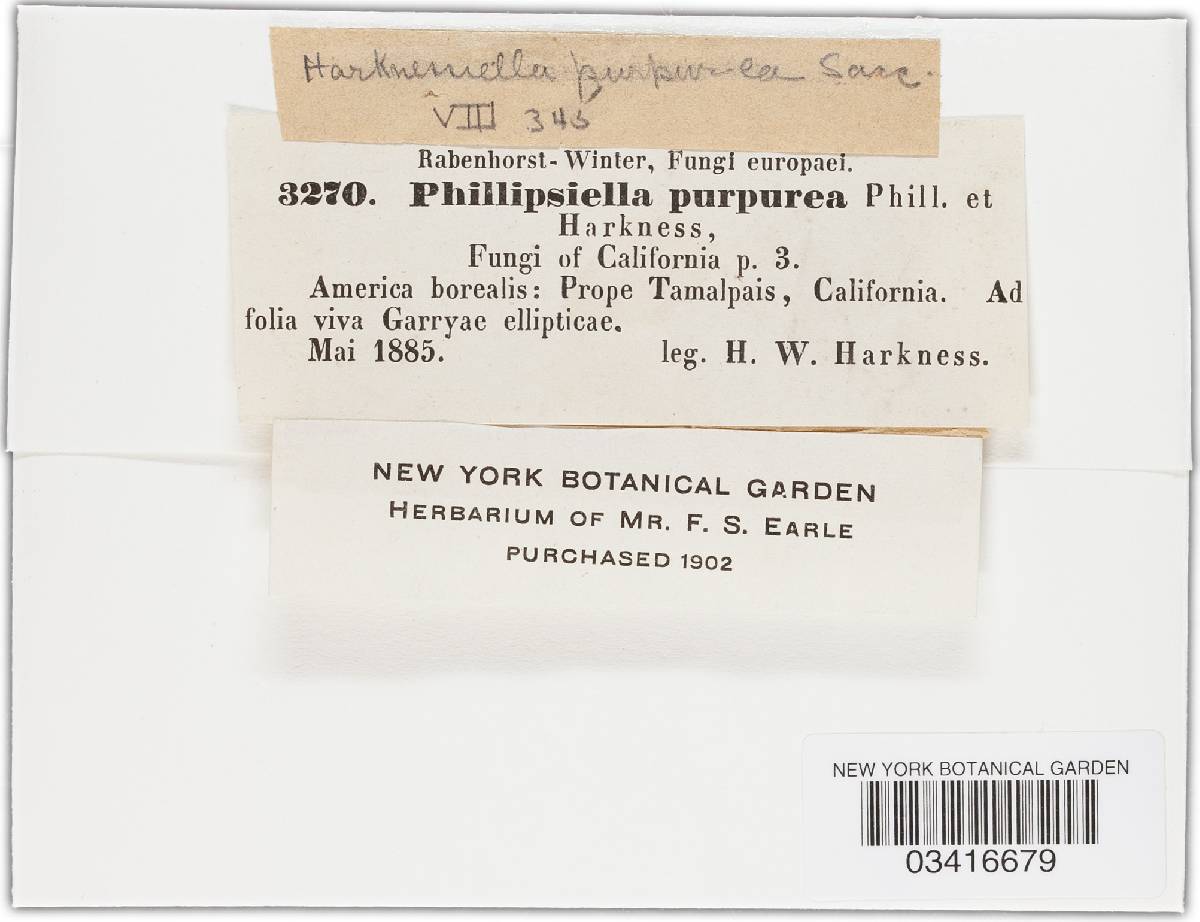 Harknessiella purpurea Sacc.
VIII 845
Rabenhorst-Winter, Fungi europaei.
3270. Phillipsiella purpurea Phill. et
Harkness,
Fungi of California p. 3.
America borealis: Prope Tamalpais, California. Ad
folia viva Garryae ellipticae.
Mai 1885. leg. H. W. Harkness.
NEW YORK BOTANICAL GARDEN
HERBARIUM OF MR. F. S. EARLE
PURCHASED 1902
NEW YORK BOTANICAL GARDEN
03416679